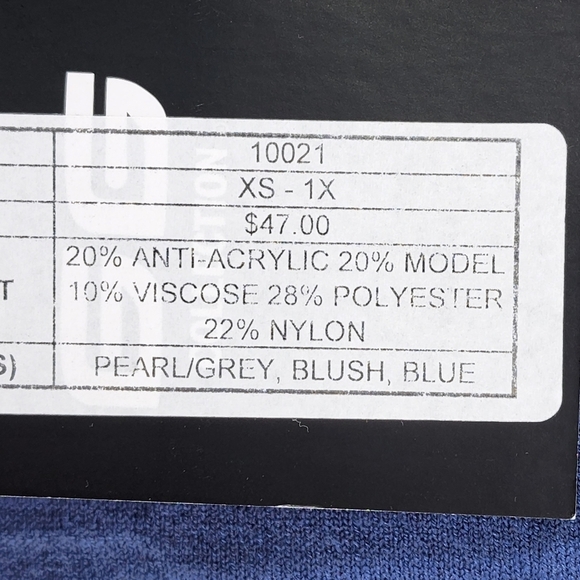 10021
XS - 1X
$47.00
20% ANTI-ACRYLIC 20% MODEL
T 10% VISCOSE 28% POLYESTER
22% NYLON
S) PEARL/GREY, BLUSH, BLUE